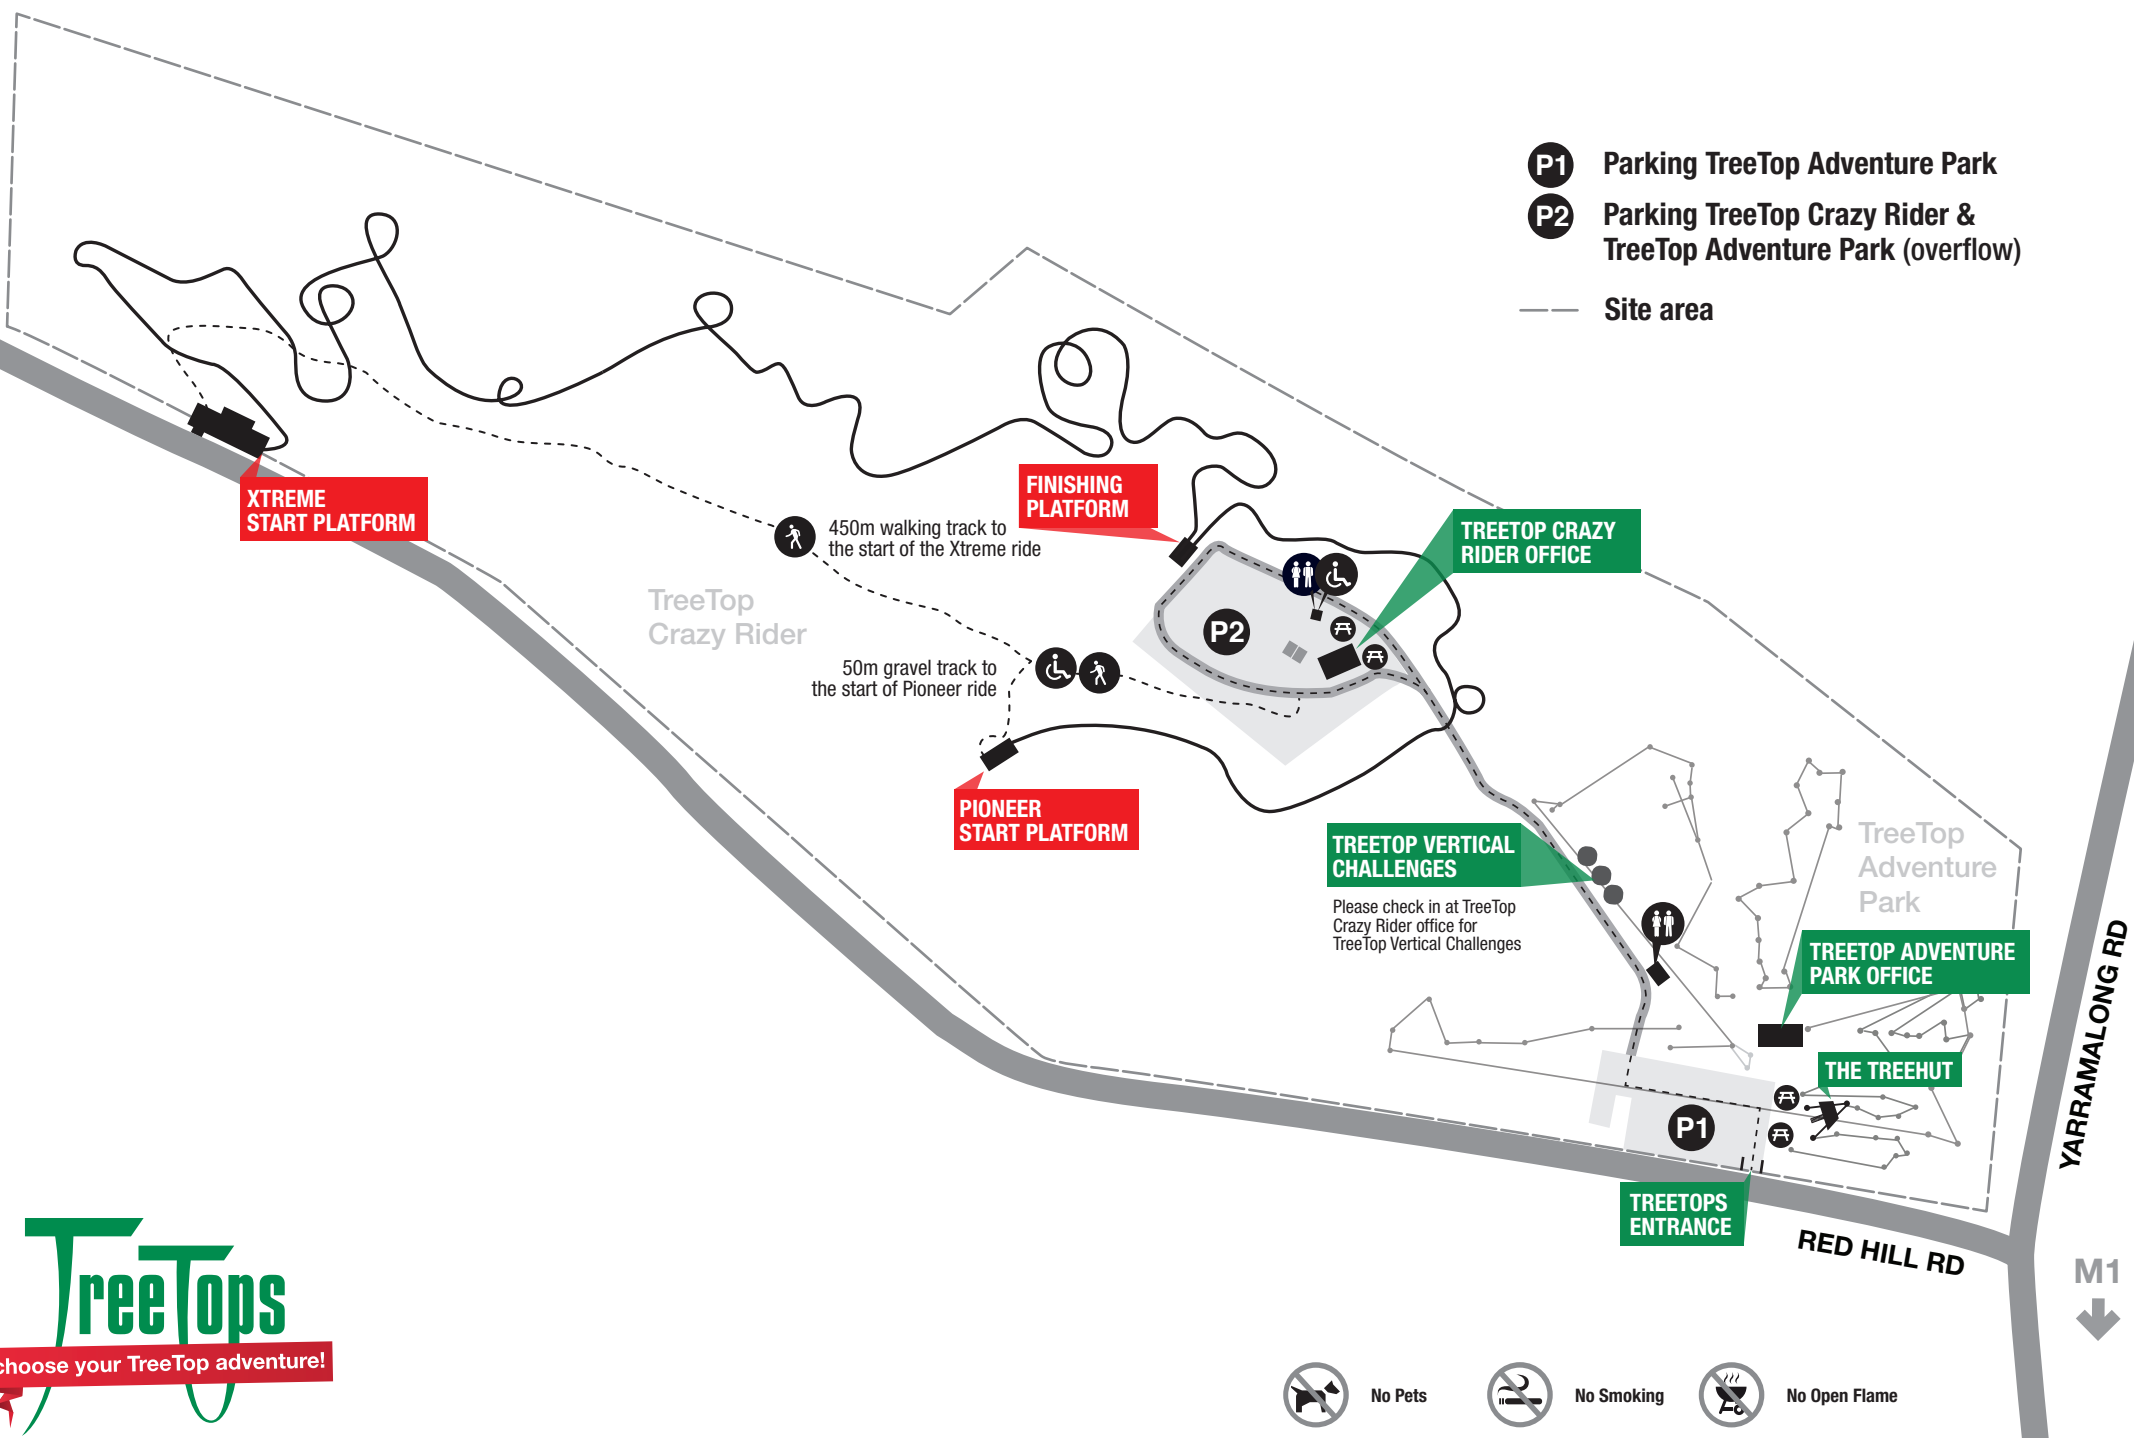 P1 Parking TreeTop Adventure Park
P2 Parking TreeTop Crazy Rider &
TreeTop Adventure Park (overflow)
Site area
XTREME
START PLATFORM
FINISHING
PLATFORM
450m walking track to
the start of the Xtreme ride
TREETOP CRAZY
RIDER OFFICE
TreeTop
Crazy Rider
P2
50m gravel track to
the start of Pioneer ride
PIONEER
START PLATFORM
TREETOP VERTICAL
CHALLENGES
Please check in at TreeTop
Crazy Rider office for
TreeTop Vertical Challenges
TreeTop
Adventure
Park
TREETOP ADVENTURE
PARK OFFICE
THE TREEHUT
P1
TREETOPS
ENTRANCE
YARRAMALONG RD
RED HILL RD
M1
TreeTops
choose your TreeTop adventure!
No Pets
No Smoking
No Open Flame